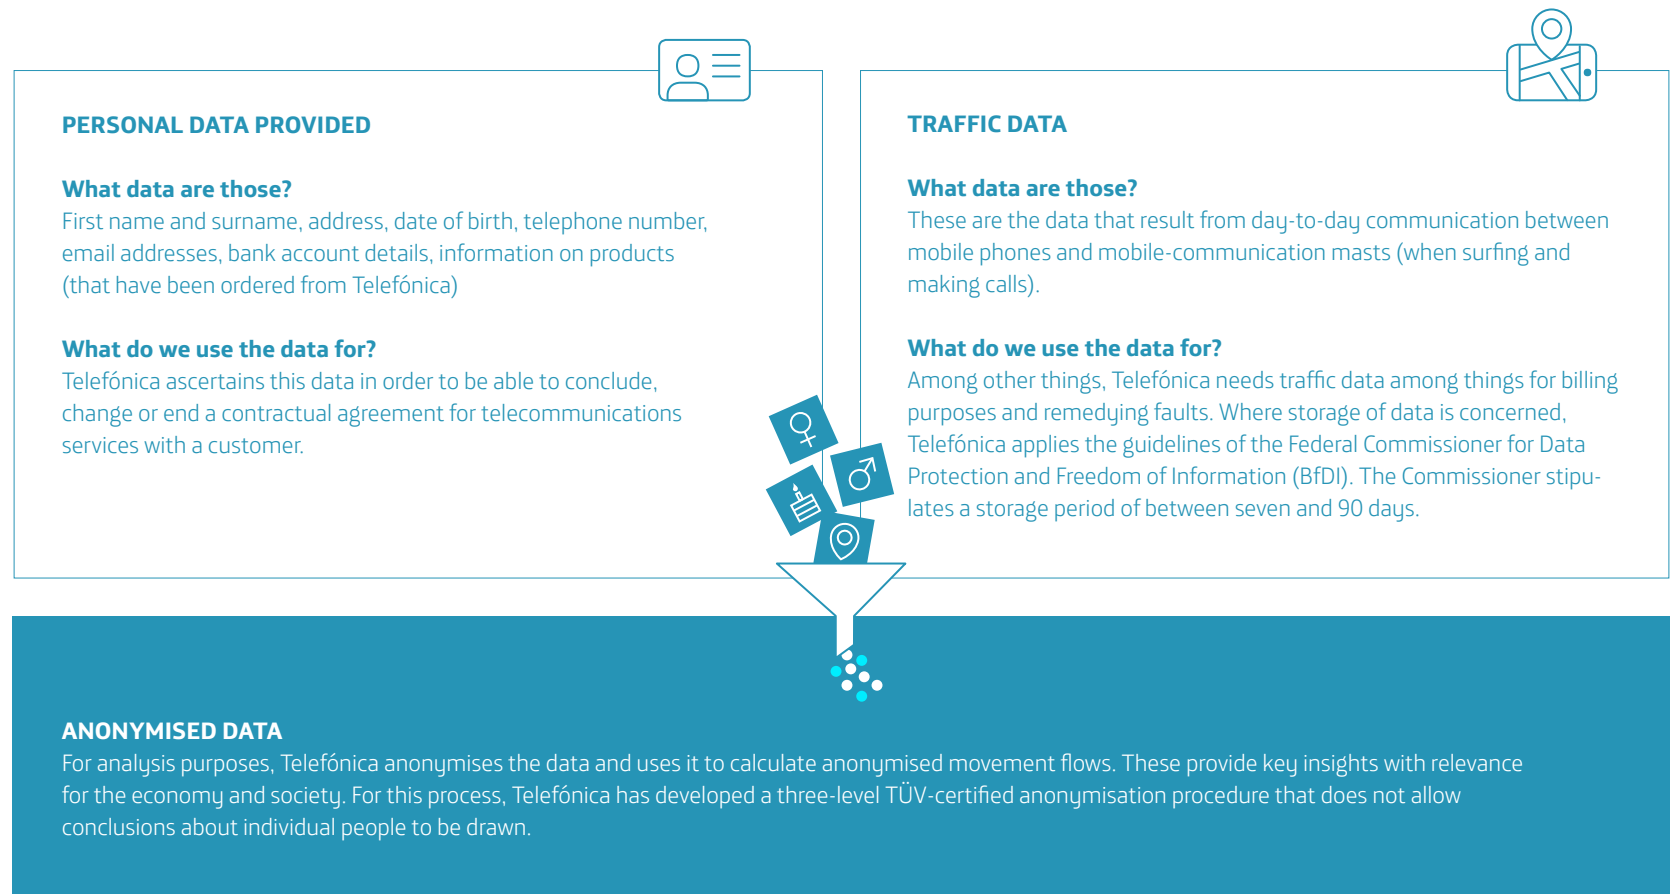 PERSONAL DATA PROVIDED
What data are those?
First name and surname, address, date of birth, telephone number,
email addresses, bank account details, information on products
(that have been ordered from Telefónica)
What do we use the data for?
Telefónica ascertains this data in order to be able to conclude,
change or end a contractual agreement for telecommunications
services with a customer.
TRAFFIC DATA
What data are those?
These are the data that result from day-to-day communication between
mobile phones and mobile-communication masts (when surfing and
making calls).
What do we use the data for?
Among other things, Telefónica needs traffic data among things for billing
purposes and remedying faults. Where storage of data is concerned,
Telefónica applies the guidelines of the Federal Commissioner for Data
Protection and Freedom of Information (BfDI). The Commissioner stipu-
lates a storage period of between seven and 90 days.
ANONYMISED DATA
For analysis purposes, Telefónica anonymises the data and uses it to calculate anonymised movement flows. These provide key insights with relevance
for the economy and society. For this process, Telefónica has developed a three-level TÜV-certified anonymisation procedure that does not allow
conclusions about individual people to be drawn.